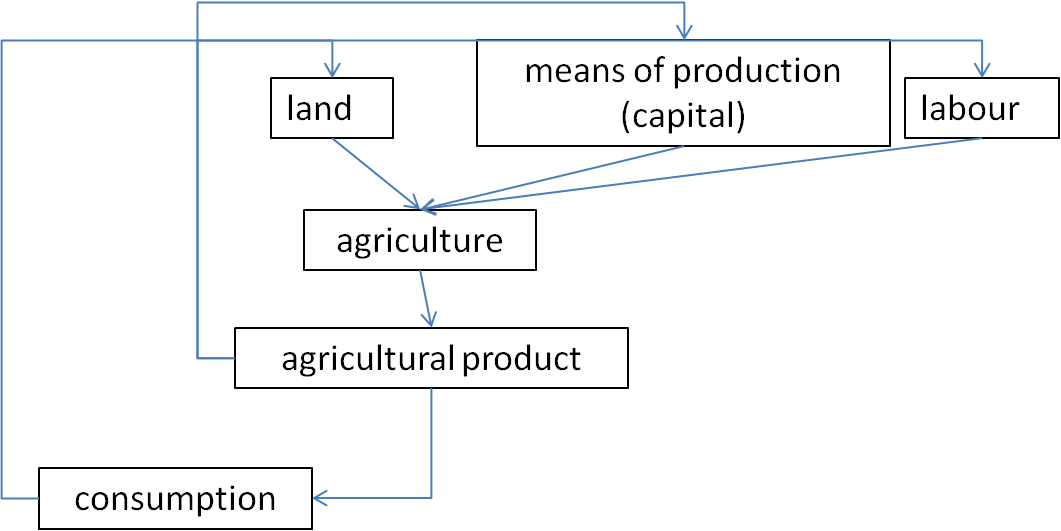 land
means of production
(capital)
labour
agriculture
agricultural product
consumption